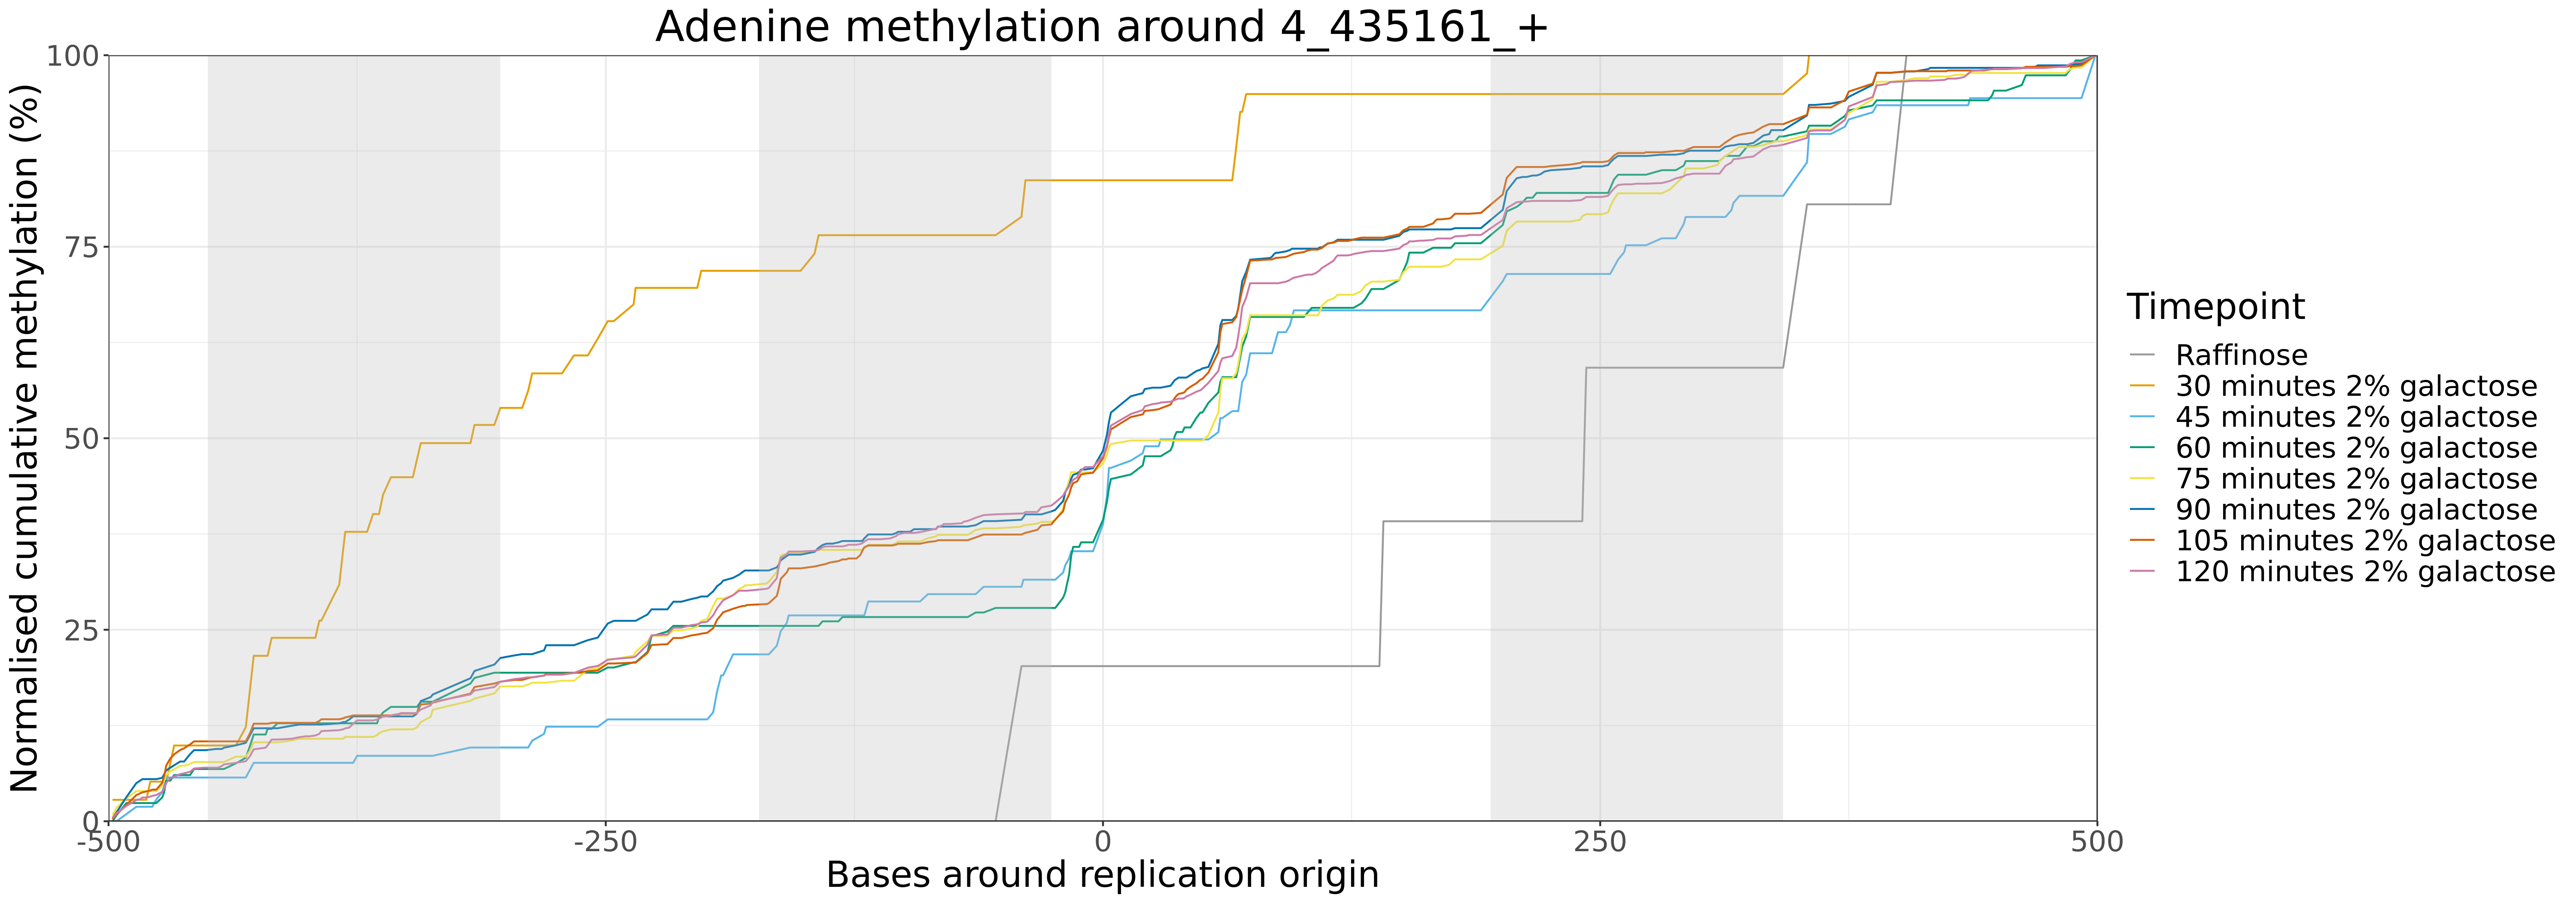 Adenine methylation around 4_435161_+
Normalised cumulative methylation (%)
100
75
50
25
0
-500
-250
0
250
500
Bases around replication origin
Timepoint
Raffinose
30 minutes 2% galactose
45 minutes 2% galactose
60 minutes 2% galactose
75 minutes 2% galactose
90 minutes 2% galactose
105 minutes 2% galactose
120 minutes 2% galactose